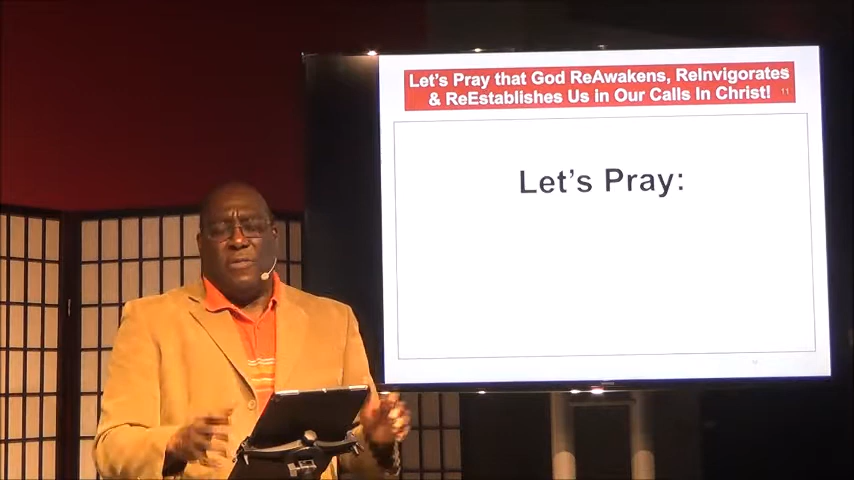 Let's Pray that God ReAwakens, ReInvigorates
& ReEstablishes Us in Our Calls In Christ!
11
Let's Pray: